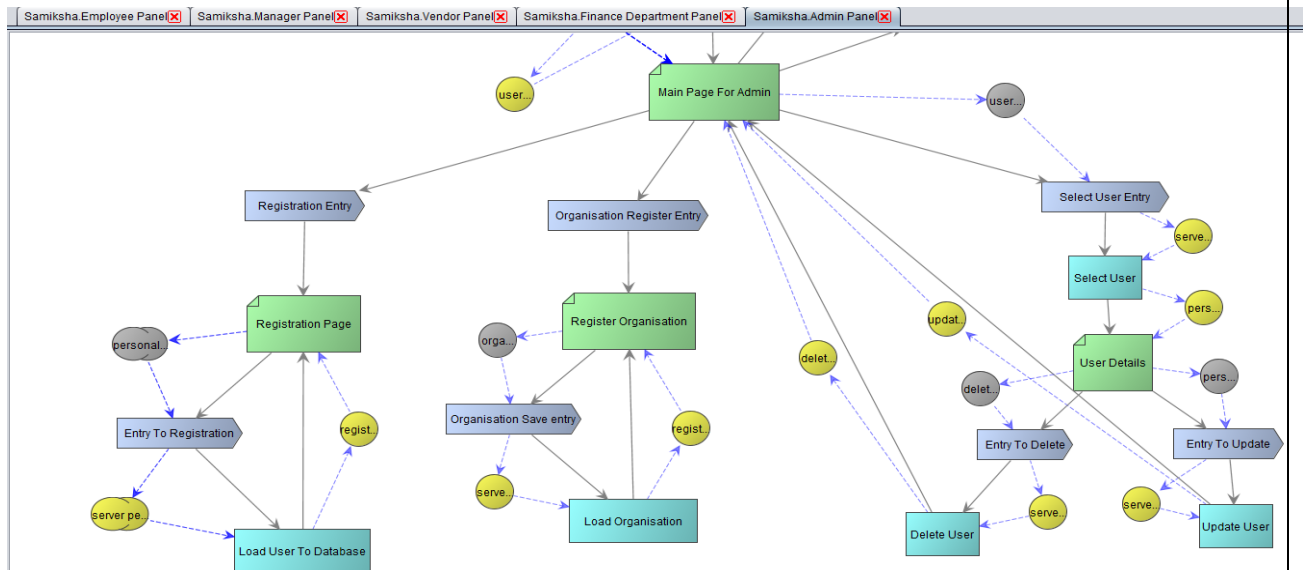 Samiksha.Employee Panel Samiksha.Manager Panel Samiksha.Vendor Panel Samiksha.Finance Department Panel Samiksha.Admin Panel
user...
Main Page For Admin
user...
Registration Entry
Organisation Register Entry
Select User Entry
serve...
Select User
Registration Page
Register Organisation
pers...
updat...
personal...
orga...
delet...
User Details
delet...
pers...
Entry To Registration
regist...
Organisation Save entry
regist...
Entry To Delete
Entry To Update
server pe...
serve...
serve...
serve...
Load User To Database
Load Organisation
Delete User
Update User